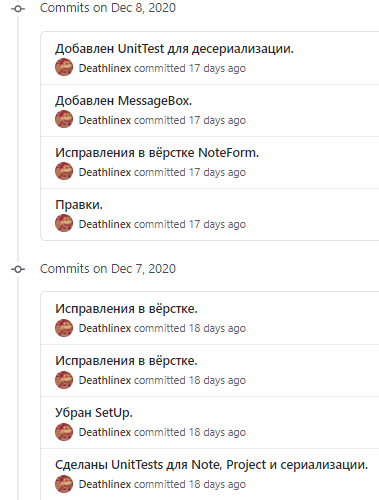 Commits on Dec 8, 2020
Добавлен UnitTest для десериализации.
Deathlinex committed 17 days ago
Добавлен MessageBox.
Deathlinex committed 17 days ago
Исправления в вёрстке NoteForm.
Deathlinex committed 17 days ago
Правки.
Deathlinex committed 17 days ago
Commits on Dec 7, 2020
Исправления в вёрстке.
Deathlinex committed 18 days ago
Исправления в вёрстке.
Deathlinex committed 18 days ago
Убран SetUp.
Deathlinex committed 18 days ago
Сделаны UnitTests для Note, Project и сериализации.
Deathlinex committed 18 days ago